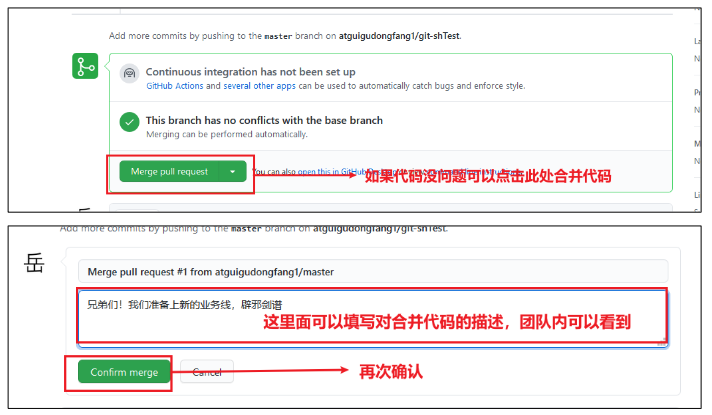 Add more commits by pushing to the master branch on atguigudongfang1/git-shTest.
Continuous integration has not been set up
GitHub Actions and several other apps can be used to automatically catch bugs and enforce style.
This branch has no conflicts with the base branch
Merging can be performed automatically.
Merge pull request
You can also open this in GitHub
如果代码没问题可以点击此处合并代码
Add more commits by pushing to the master branch on atguigudongfang1/git-shTest.
岳
Merge pull request #1 from atguigudongfang1/master
兄弟们！我们准备上新的业务线，辟邪剑谱
这里面可以填写对合并代码的描述，团队内可以看到
Confirm merge
Cancel
再次确认